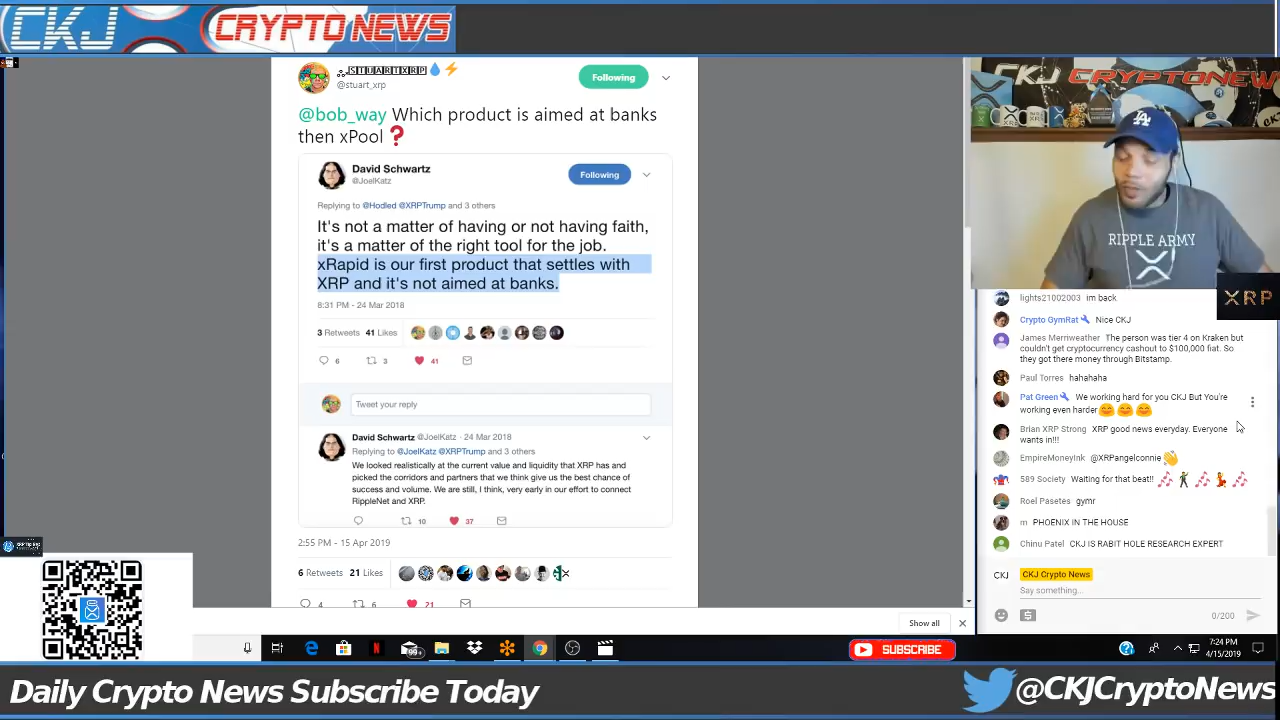 CKJ CRYPTO NEWS
STUARTXRP
@stuart_xrp
Following
@bob_way Which product is aimed at banks
then xPool ❓
David Schwartz
@JoelKatz
Following
Replying to @Hodled @XRPTrump and 3 others
It's not a matter of having or not having faith,
it's a matter of the right tool for the job.
xRapid is our first product that settles with
XRP and it's not aimed at banks.
8:31 PM - 24 Mar 2018
3 Retweets 41 Likes
6 3 41
Tweet your reply
David Schwartz @JoelKatz · 24 Mar 2018
Replying to @JoelKatz @XRPTrump and 3 others
We looked realistically at the current value and liquidity that XRP has and
picked the corridors and partners that we think give us the best chance of
success and volume. We are still, I think, very early in our effort to connect
RippleNet and XRP.
10 37
2:55 PM - 15 Apr 2019
6 Retweets 21 Likes
4 6 21
CKJ CRYPTO NEWS
LA
RIPPLE ARMY
XRP
lights21002003 im back
Crypto GymRat Nice CKJ
James Merriweather The person was tier 4 on Kraken but
couldn't get cryptocurrency cashout to $100,000 fiat. So
they got there money through Bitstamp.
Paul Torres hahahaha
Pat Green We working hard for you CKJ But You're
working even harder 🤗🤗🤗
Brian XRP Strong XRP good news everyday. Everyone
wants in!!!
EmpireMoneyInk @XRPangelconnie 👋
589 Society Waiting for that beat!! 🎶🕺🎶💃🎶
Roel Pasetes gymr
m PHOENIX IN THE HOUSE
Chinu Patel CKJ IS RABIT HOLE RESEARCH EXPERT
CKJ CKJ Crypto News
Say something...
0/200
Show all
99+
SUBSCRIBE
7:24 PM
4/15/2019
Daily Crypto News Subscribe Today
@CKJCryptoNews